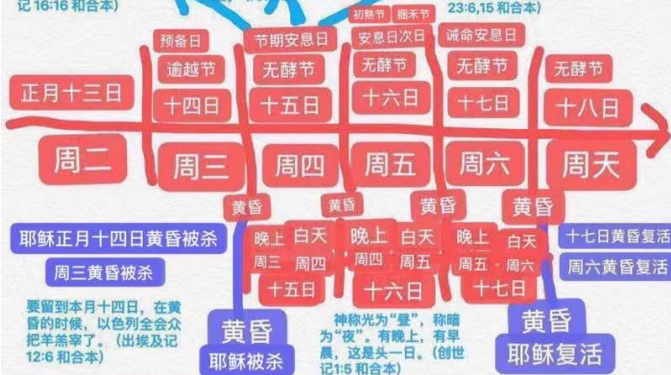 记 16:16 和合本）
23:6,15 和合本）
初熟节 捆禾节
预备日 节期安息日 安息日次日 诫命安息日
逾越节 无酵节 无酵节 无酵节 无酵节
正月十三日 十四日 十五日 十六日 十七日 十八日
周二 周三 周四 周五 周六 周天
黄昏 黄昏 黄昏 黄昏
耶稣正月十四日黄昏被杀
周三黄昏被杀
晚上 白天 晚上 白天 晚上 白天
周三 周四 周四 周五 周五 周六
十五日 十六日 十七日
十七日黄昏复活
周六黄昏复活
要留到本月十四日，在黄
昏的时候，以色列全会众
把羊羔宰了。（出埃及记
12:6 和合本）
黄昏
耶稣被杀
神称光为“昼”，称暗
为“夜”。有晚上，有早
晨，这是头一日。（创世
记1:5 和合本）
黄昏
耶稣复活